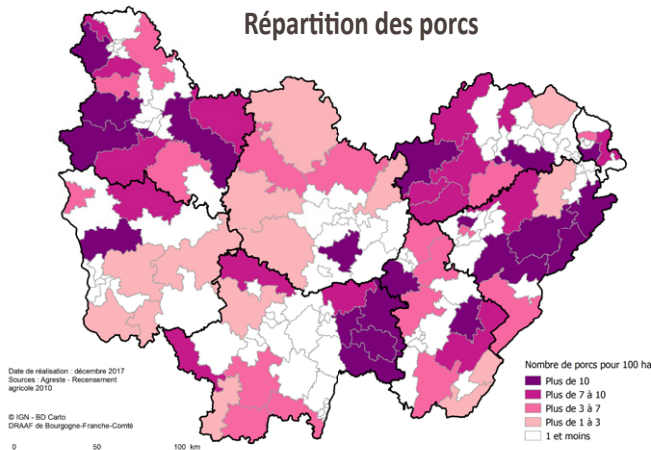 Répartition des porcs
Date de réalisation : décembre 2017
Sources : Agreste - Recensement
agricole 2010
© IGN - BD Carto
DRAAF de Bourgogne-Franche-Comté
0 50 100 km
Nombre de porcs pour 100 ha
Plus de 10
Plus de 7 à 10
Plus de 3 à 7
Plus de 1 à 3
1 et moins